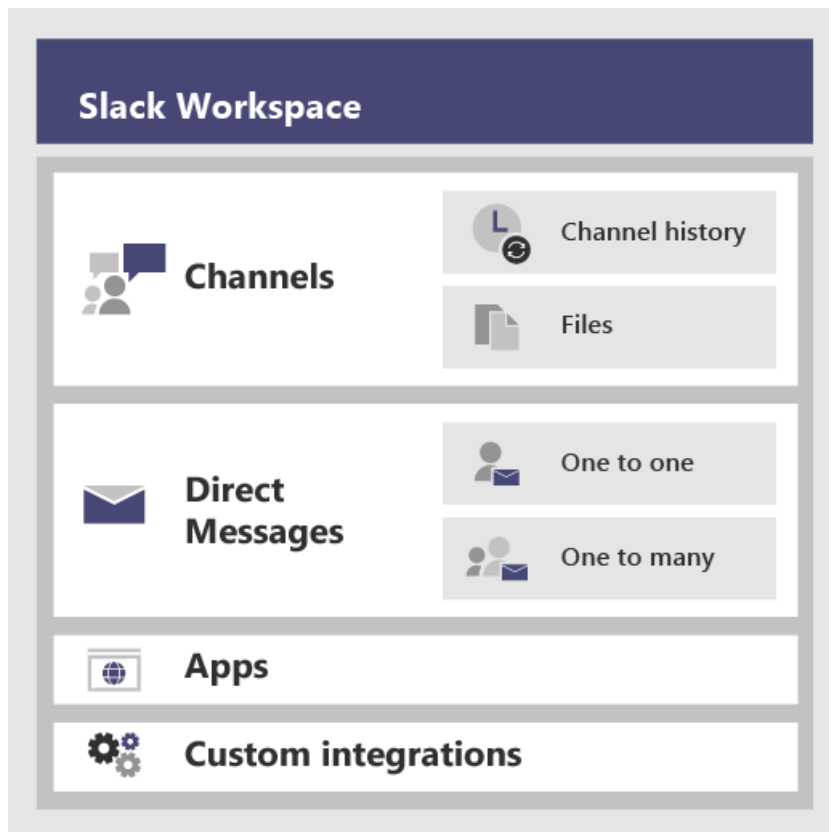 Slack Workspace
Channels
Channel history
Files
Direct
Messages
One to one
One to many
Apps
Custom integrations